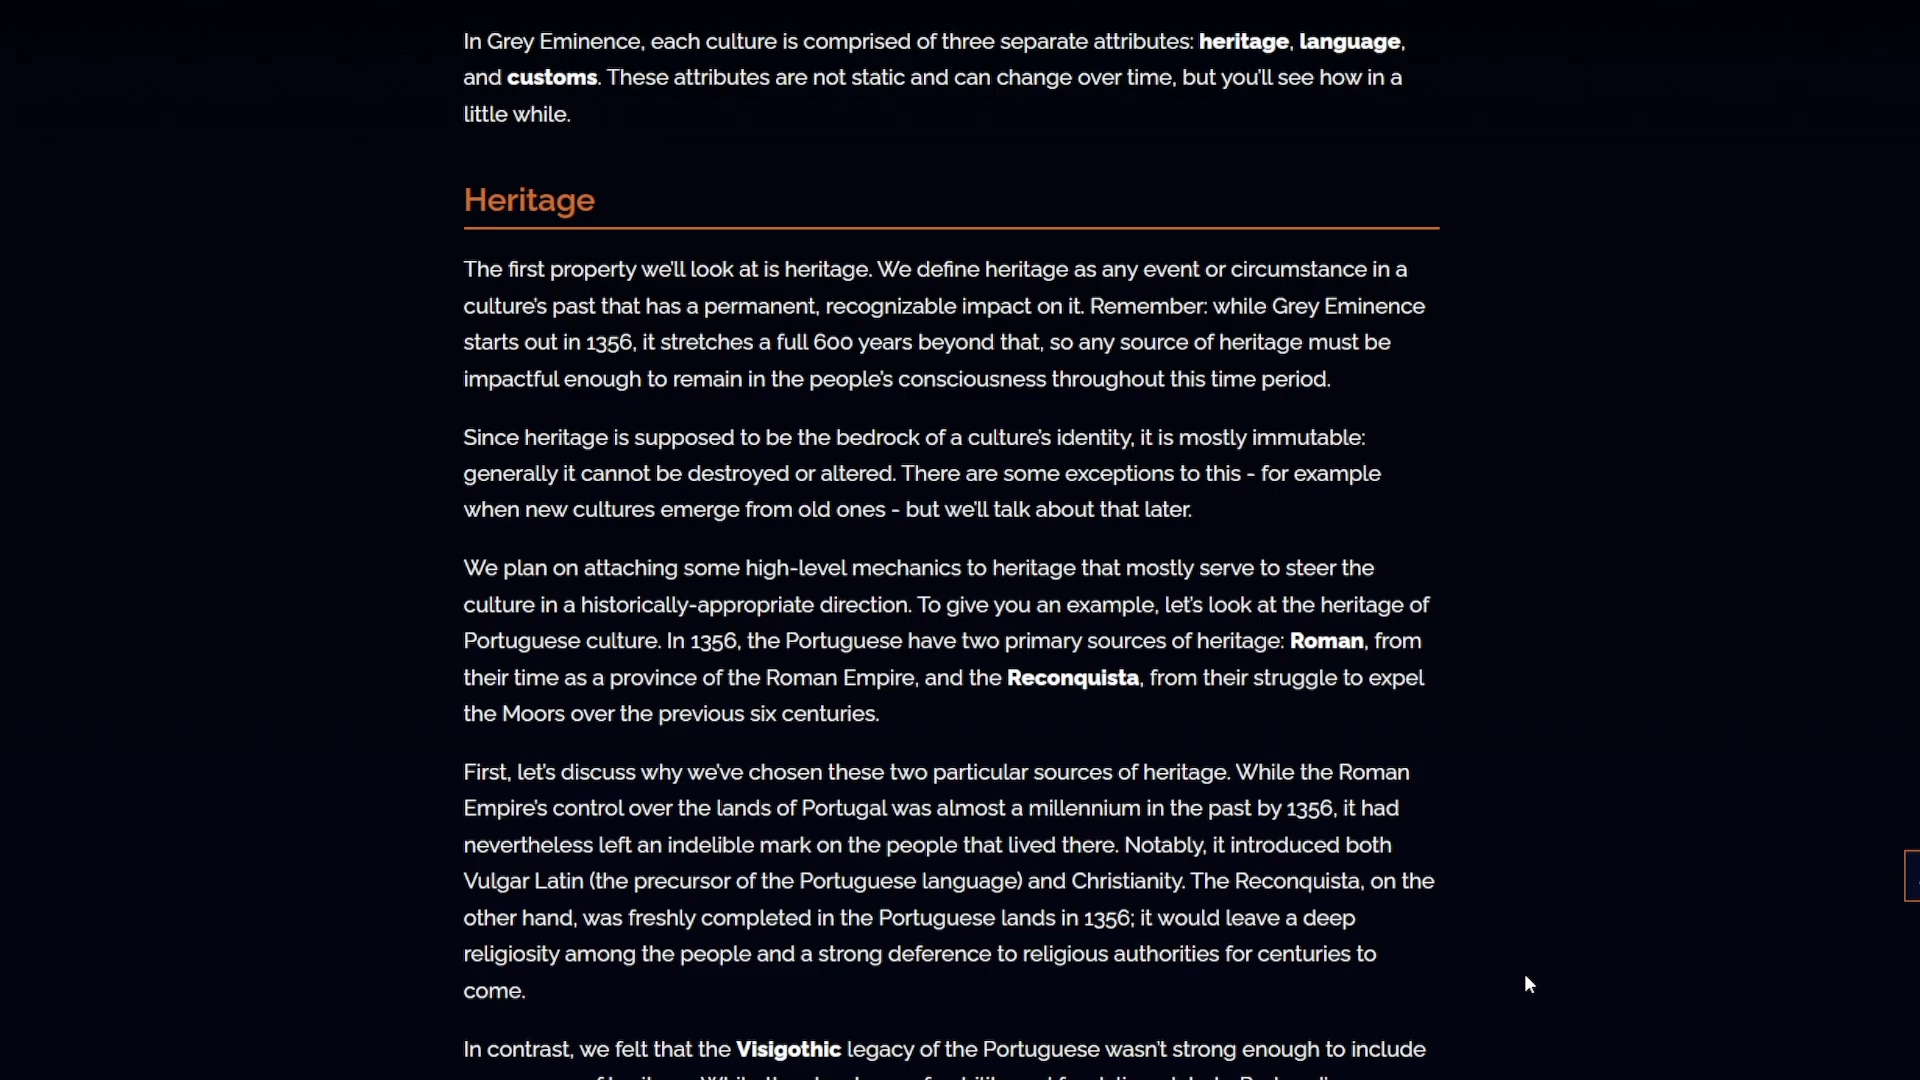 In Grey Eminence, each culture is comprised of three separate attributes: heritage, language,
and customs. These attributes are not static and can change over time, but you'll see how in a
little while.
Heritage
The first property we'll look at is heritage. We define heritage as any event or circumstance in a
culture's past that has a permanent, recognizable impact on it. Remember: while Grey Eminence
starts out in 1356, it stretches a full 600 years beyond that, so any source of heritage must be
impactful enough to remain in the people's consciousness throughout this time period.
Since heritage is supposed to be the bedrock of a culture's identity, it is mostly immutable:
generally it cannot be destroyed or altered. There are some exceptions to this - for example
when new cultures emerge from old ones - but we'll talk about that later.
We plan on attaching some high-level mechanics to heritage that mostly serve to steer the
culture in a historically-appropriate direction. To give you an example, let's look at the heritage of
Portuguese culture. In 1356, the Portuguese have two primary sources of heritage: Roman, from
their time as a province of the Roman Empire, and the Reconquista, from their struggle to expel
the Moors over the previous six centuries.
First, let's discuss why we've chosen these two particular sources of heritage. While the Roman
Empire's control over the lands of Portugal was almost a millennium in the past by 1356, it had
nevertheless left an indelible mark on the people that lived there. Notably, it introduced both
Vulgar Latin (the precursor of the Portuguese language) and Christianity. The Reconquista, on the
other hand, was freshly completed in the Portuguese lands in 1356; it would leave a deep
religiosity among the people and a strong deference to religious authorities for centuries to
come.
In contrast, we felt that the Visigothic legacy of the Portuguese wasn't strong enough to include